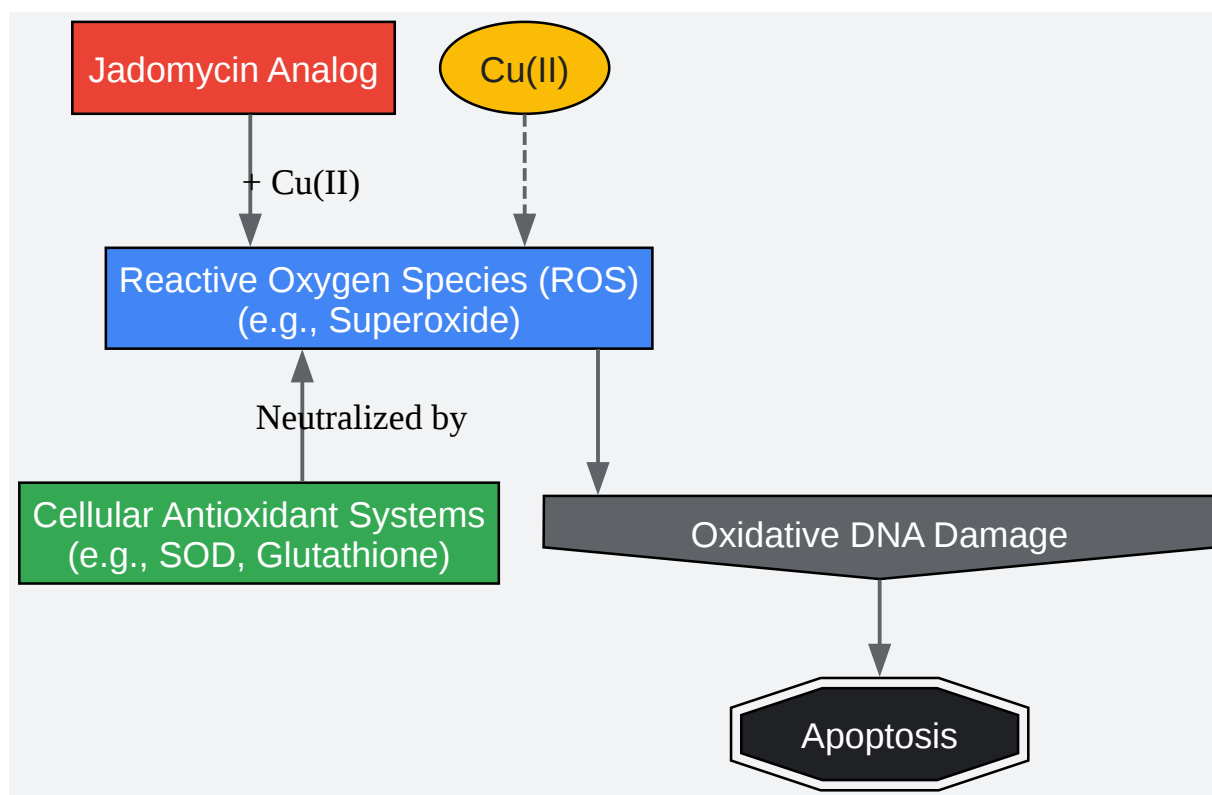 Jadomycin Analog
Cu(II)
+ Cu(II)
Reactive Oxygen Species (ROS)
(e.g., Superoxide)
Neutralized by
Cellular Antioxidant Systems
(e.g., SOD, Glutathione)
Oxidative DNA Damage
Apoptosis